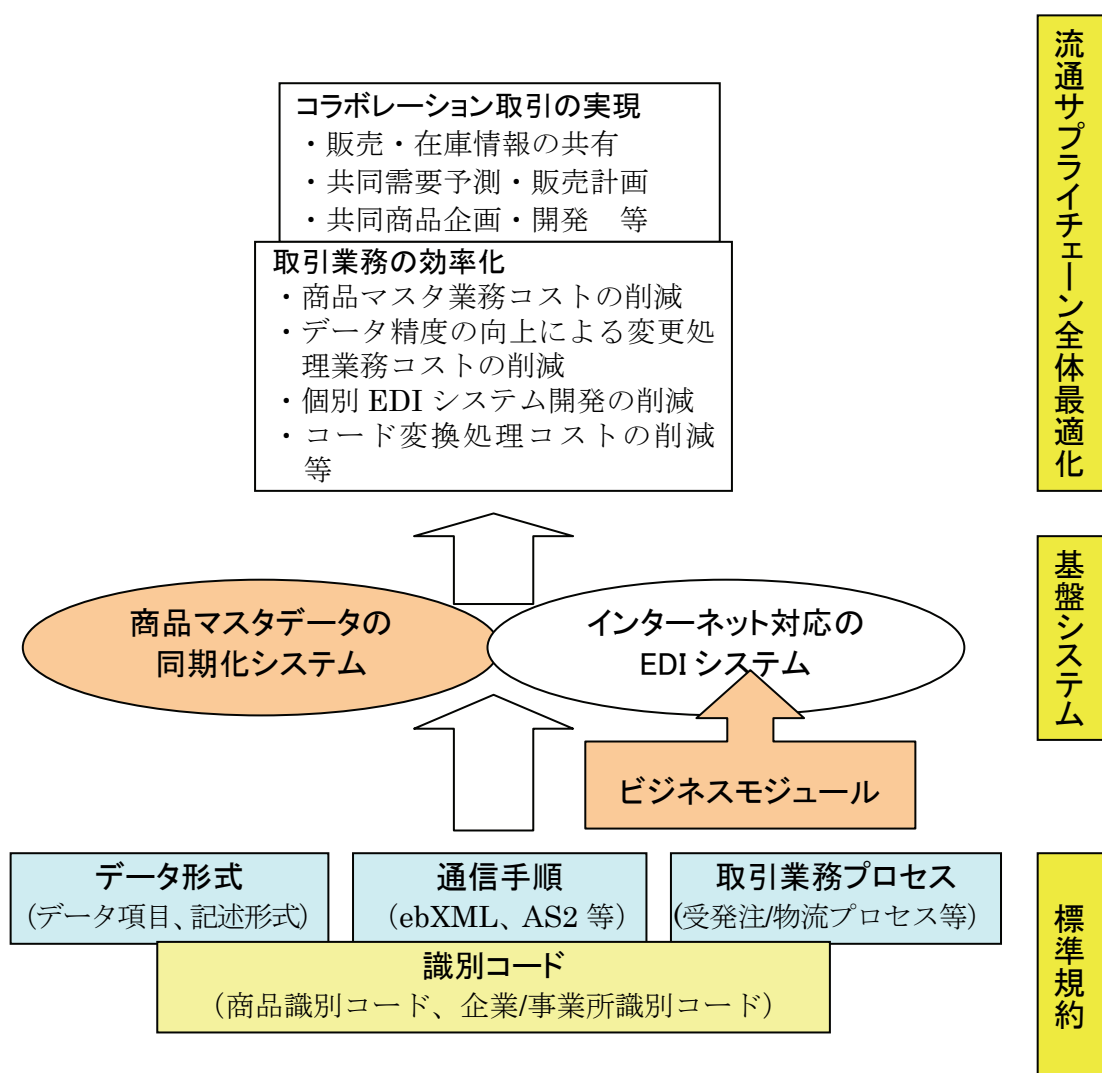 コラボレーション取引の実現
・販売・在庫情報の共有
・共同需要予測・販売計画
・共同商品企画・開発　等
取引業務の効率化
・商品マスタ業務コストの削減
・データ精度の向上による変更処
理業務コストの削減
・個別 EDI システム開発の削減
・コード変換処理コストの削減
等
流通サプライチェーン全体最適化
商品マスタデータの
同期化システム
インターネット対応の
EDI システム
ビジネスモジュール
基盤システム
データ形式
(データ項目、記述形式)
通信手順
（ebXML、AS2 等）
取引業務プロセス
(受発注/物流プロセス等）
識別コード
（商品識別コード、企業/事業所識別コード）
標準規約